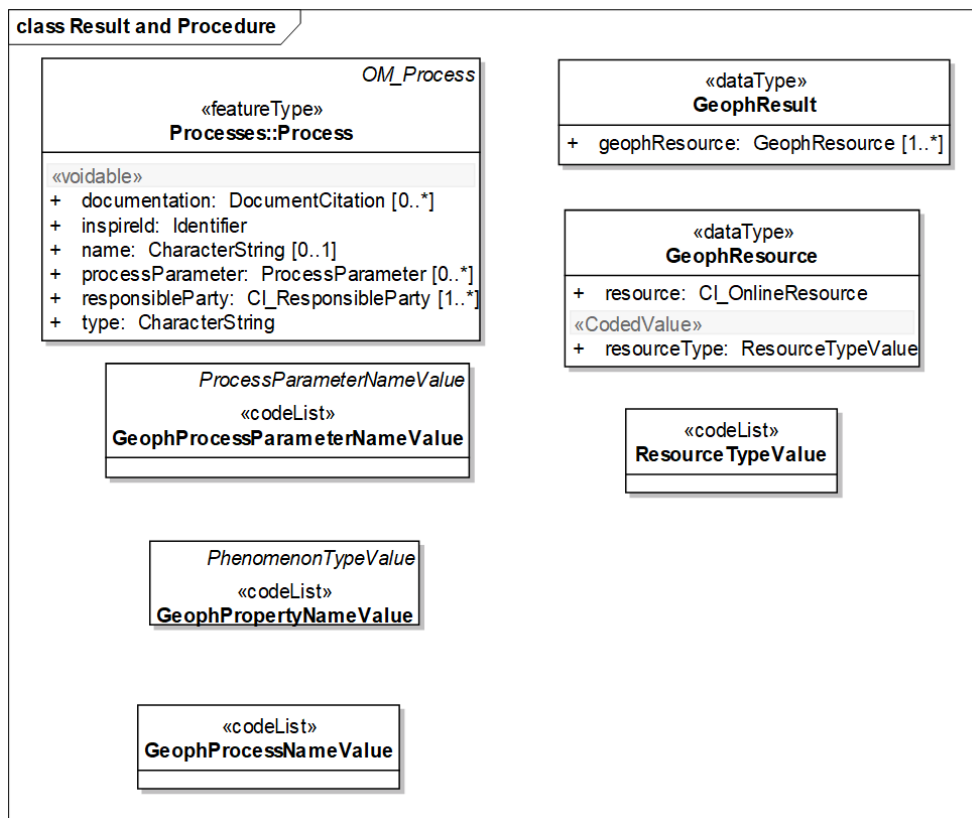 class Result and Procedure
OM_Process
«featureType»
Processes::Process
«voidable»
+ documentation: DocumentCitation [0..*]
+ inspireId: Identifier
+ name: CharacterString [0..1]
+ processParameter: ProcessParameter [0..*]
+ responsibleParty: CI_ResponsibleParty [1..*]
+ type: CharacterString
ProcessParameterNameValue
«codeList»
GeophProcessParameterNameValue
PhenomenonTypeValue
«codeList»
GeophPropertyNameValue
«codeList»
GeophProcessNameValue
«dataType»
GeophResult
+ geophResource: GeophResource [1..*]
«dataType»
GeophResource
+ resource: CI_OnlineResource
«CodedValue»
+ resourceType: ResourceTypeValue
«codeList»
ResourceTypeValue